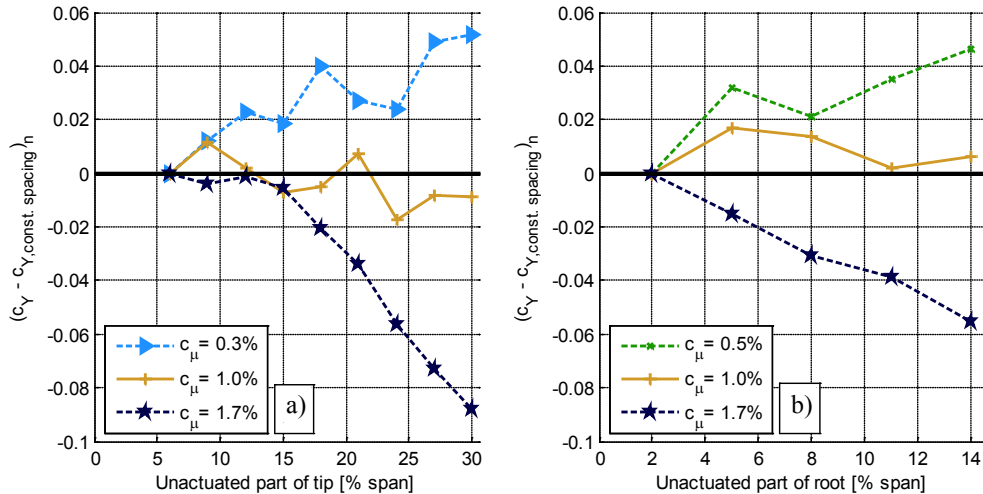 0.06
0.04
0.02
0
-0.02
-0.04
-0.06
-0.08
-0.1
(c_Y - c_Y,const. spacing)_n
c_μ = 0.3%
c_μ = 1.0%
c_μ = 1.7%
a)
0 5 10 15 20 25 30
Unactuated part of tip [% span]
0.06
0.04
0.02
0
-0.02
-0.04
-0.06
-0.08
-0.1
(c_Y - c_Y,const. spacing)_n
c_μ = 0.5%
c_μ = 1.0%
c_μ = 1.7%
b)
0 2 4 6 8 10 12 14
Unactuated part of root [% span]